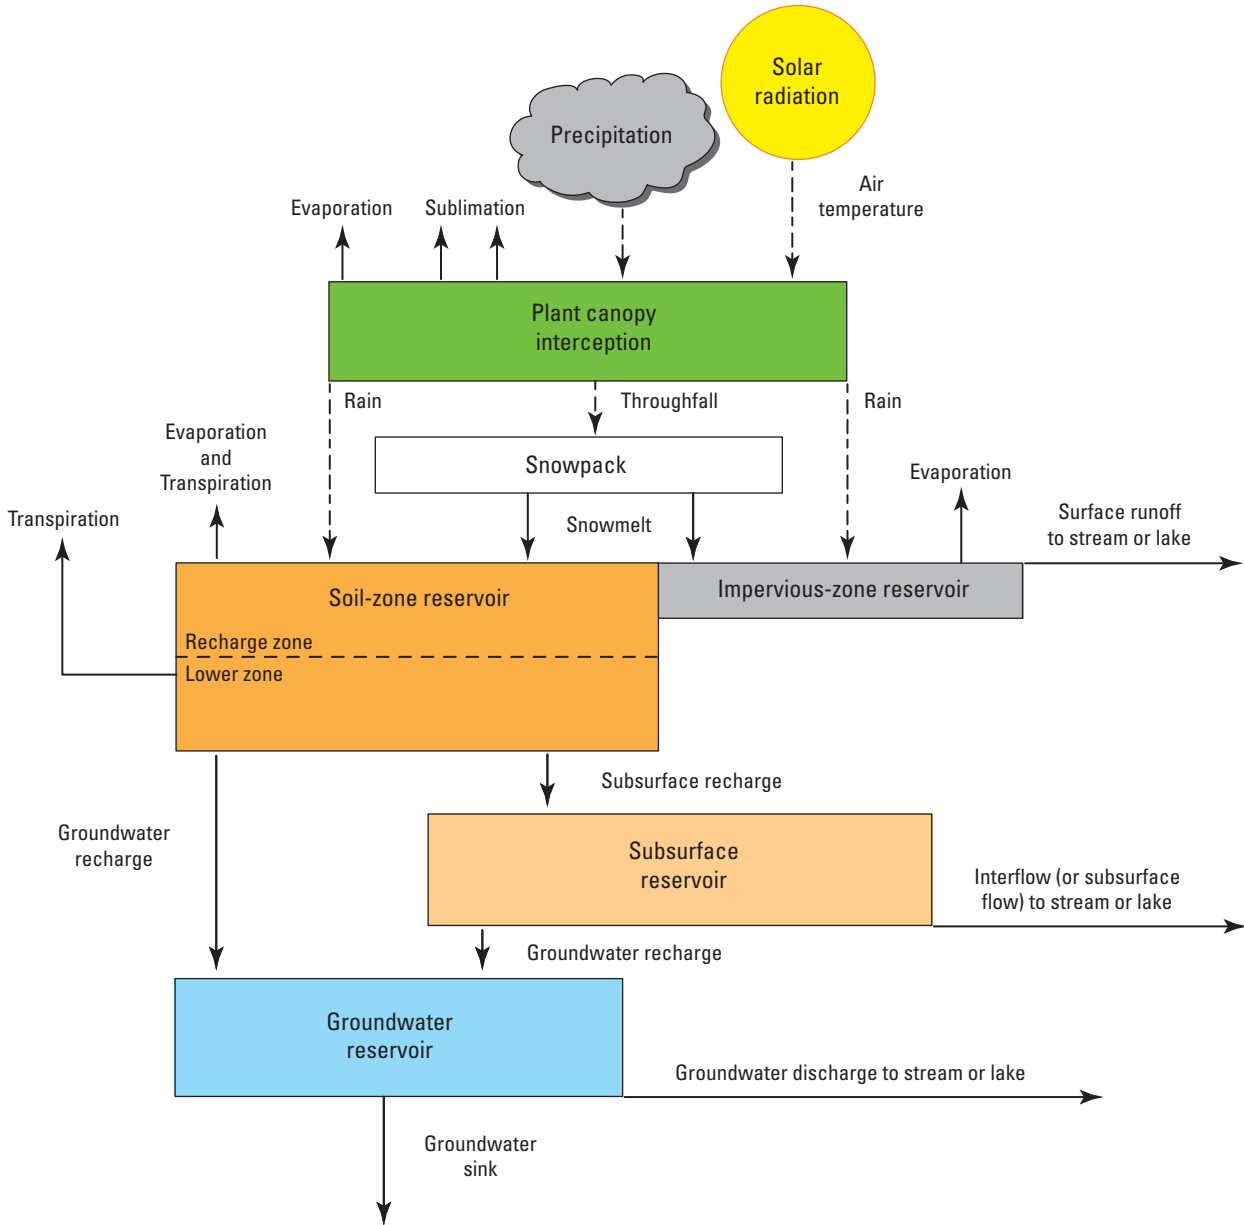 Solar
radiation
Precipitation
Air
temperature
Evaporation
Sublimation
Plant canopy
interception
Rain
Throughfall
Rain
Evaporation
and
Transpiration
Snowpack
Evaporation
Transpiration
Snowmelt
Surface runoff
to stream or lake
Soil-zone reservoir
Impervious-zone reservoir
Recharge zone
Lower zone
Subsurface recharge
Groundwater
recharge
Subsurface
reservoir
Interflow (or subsurface
flow) to stream or lake
Groundwater recharge
Groundwater
reservoir
Groundwater discharge to stream or lake
Groundwater
sink